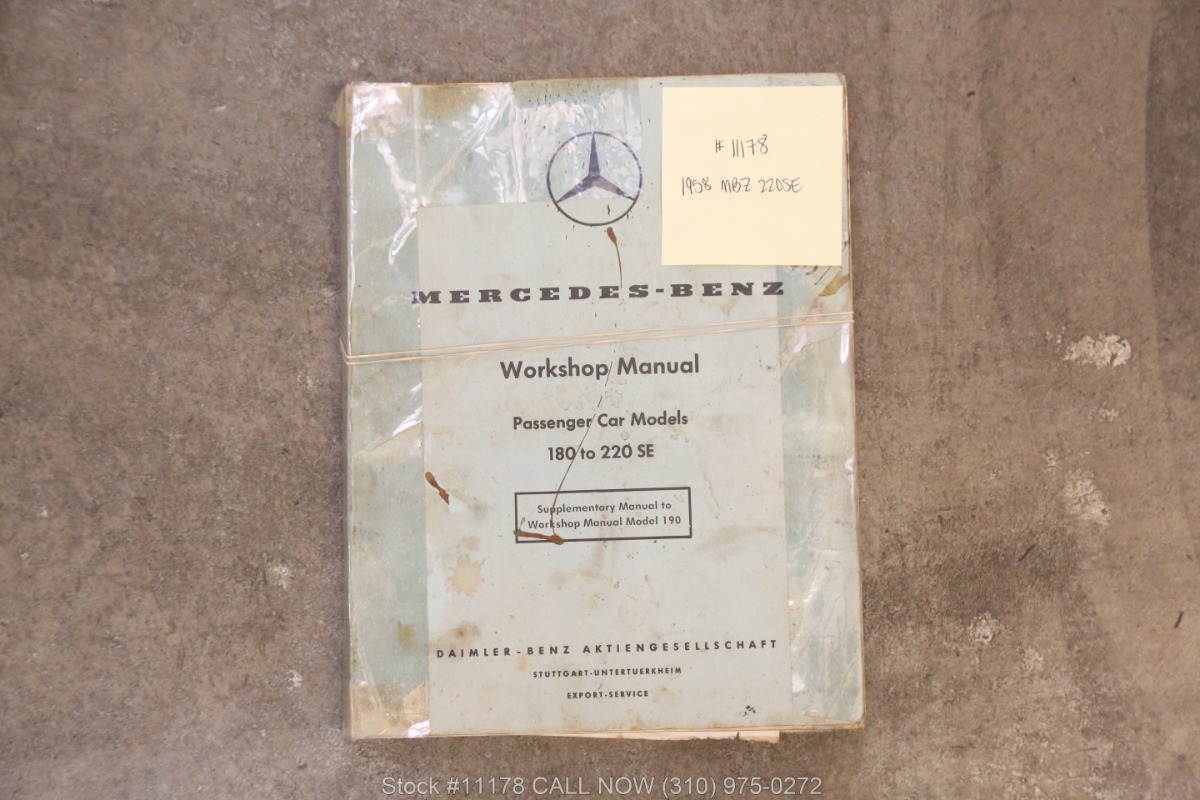 # 11178
1958 MBZ 220SE
MERCEDES-BENZ
Workshop Manual
Passenger Car Models
180 to 220 SE
Supplementary Manual to
Workshop Manual Model 190
DAIMLER-BENZ AKTIENGESELLSCHAFT
STUTTGART-UNTERTUERKHEIM
EXPORT-SERVICE
Stock #11178 CALL NOW (310) 975-0272